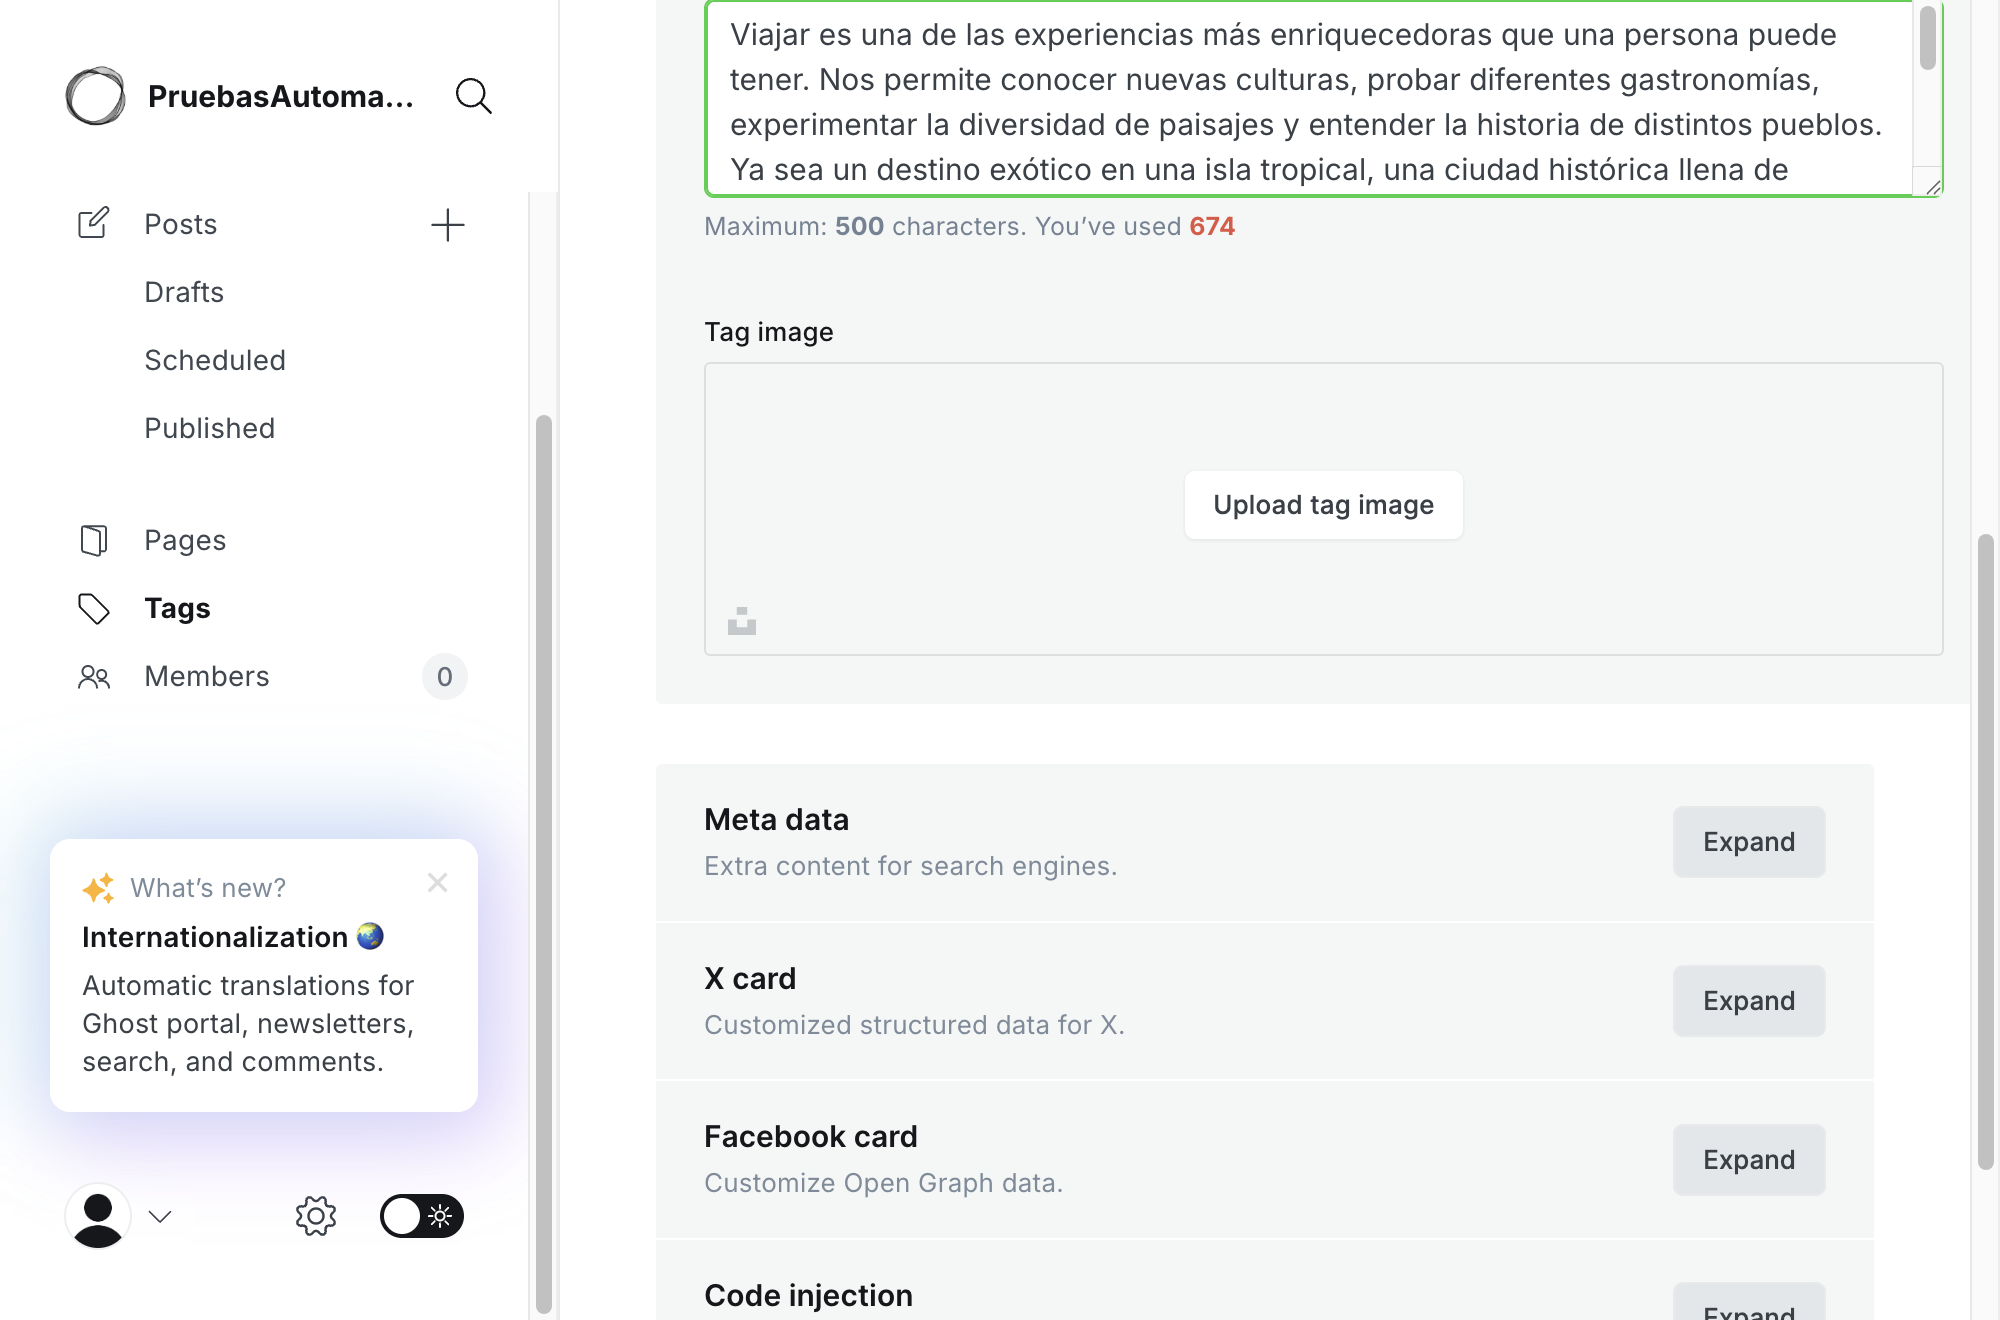 PruebasAutoma...
Posts
Drafts
Scheduled
Published
Pages
Tags
Members
0
What's new?
Internationalization
Automatic translations for
Ghost portal, newsletters,
search, and comments.
Viajar es una de las experiencias más enriquecedoras que una persona puede
tener. Nos permite conocer nuevas culturas, probar diferentes gastronomías,
experimentar la diversidad de paisajes y entender la historia de distintos pueblos.
Ya sea un destino exótico en una isla tropical, una ciudad histórica llena de
Maximum: 500 characters. You've used 674
Tag image
Upload tag image
Meta data
Extra content for search engines.
Expand
X card
Customized structured data for X.
Expand
Facebook card
Customize Open Graph data.
Expand
Code injection
Expand